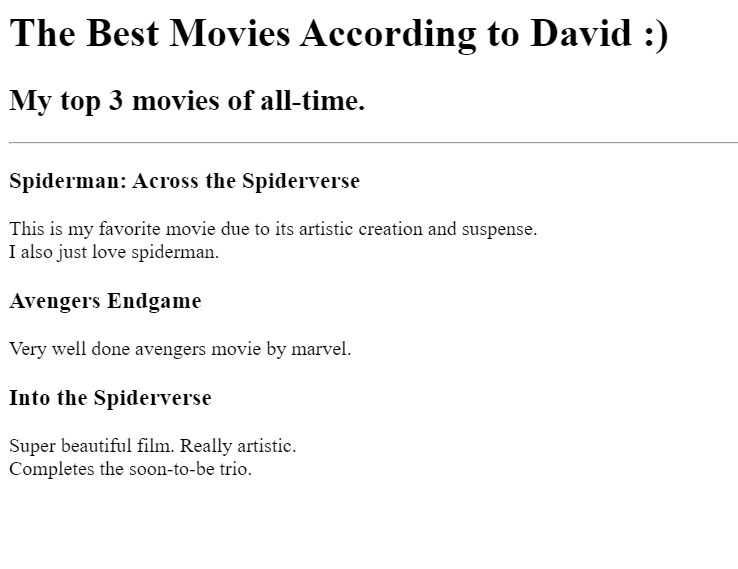 The Best Movies According to David :)
My top 3 movies of all-time.
Spiderman: Across the Spiderverse
This is my favorite movie due to its artistic creation and suspense.
I also just love spiderman.
Avengers Endgame
Very well done avengers movie by marvel.
Into the Spiderverse
Super beautiful film. Really artistic.
Completes the soon-to-be trio.